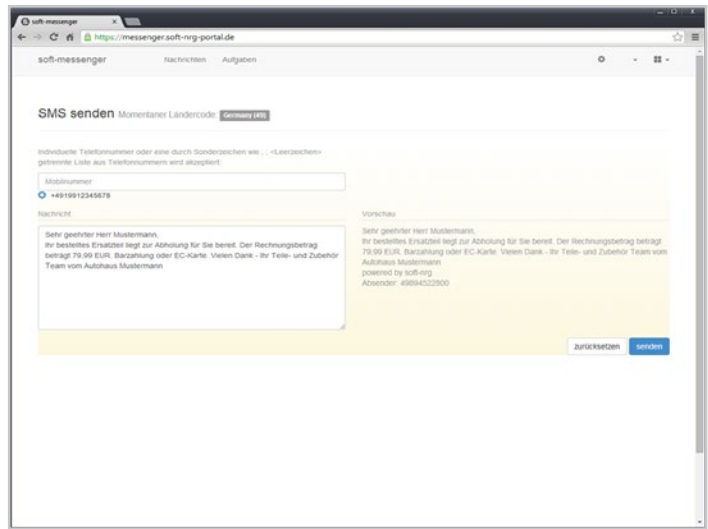 soft-messenger
https://messenger.soft-nrg-portal.de
soft-messenger Nachrichten Aufgaben
SMS senden Momentaner Ländercode Germany (49)
Individuelle Telefonnummer oder eine durch Sonderzeichen wie , ; <Leerzeichen>
getrennte Liste aus Telefonnummern wird akzeptiert
Mobilnummer
+4919912345678
Nachricht
Sehr geehrter Herr Mustermann,
Ihr bestelltes Ersatzteil liegt zur Abholung für Sie bereit. Der Rechnungsbetrag
beträgt 79,99 EUR. Barzahlung oder EC-Karte. Vielen Dank - Ihr Teile- und Zubehör
Team vom Autohaus Mustermann
Vorschau
Sehr geehrter Herr Mustermann,
Ihr bestelltes Ersatzteil liegt zur Abholung für Sie bereit. Der Rechnungsbetrag beträgt
79,99 EUR. Barzahlung oder EC-Karte. Vielen Dank - Ihr Teile- und Zubehör Team vom
Autohaus Mustermann
powered by soft-nrg
Absender: 49894522800
zurücksetzen senden